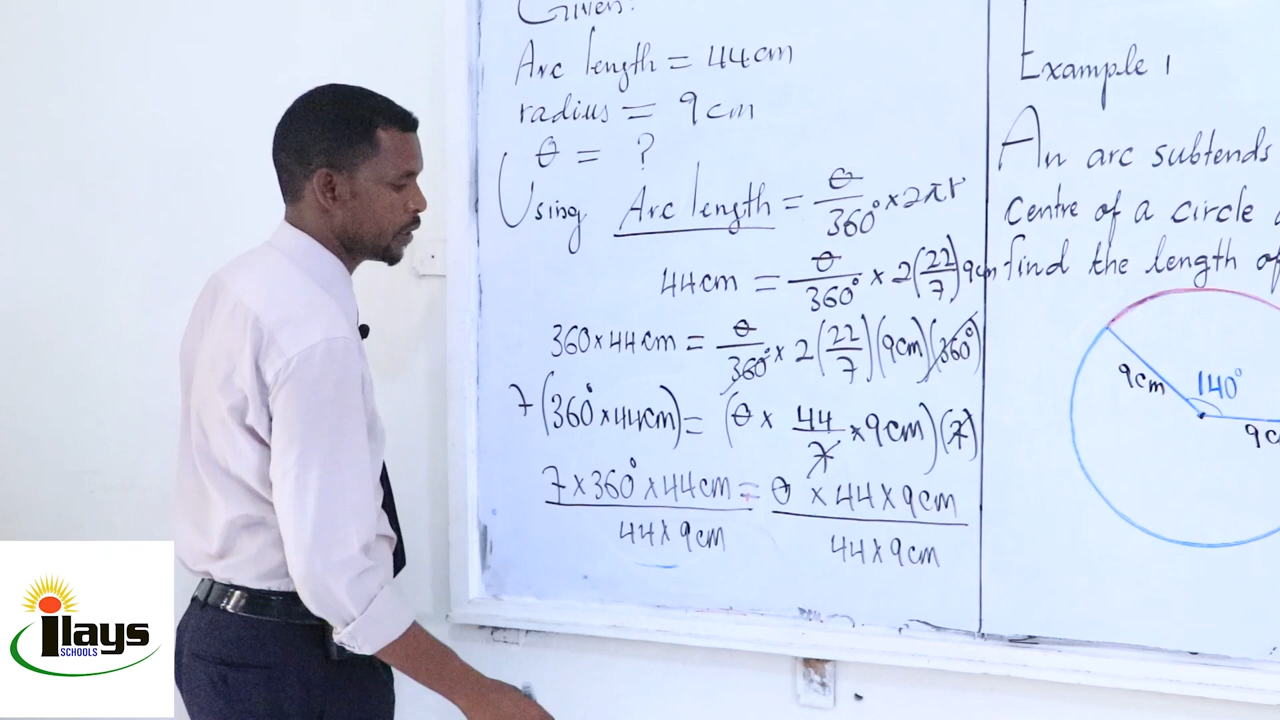 Given:
Arc length = 44cm
radius = 9cm
θ = ?
Using Arc length = θ/360° × 2πr
44cm = θ/360° × 2(22/7)9cm
360×44cm = θ/360° × 2(22/7)(9cm)(360°)
7(360°×44cm) = (θ × 44/7 × 9cm)(7)
7×360°×44cm / 44×9cm = θ × 44×9cm / 44×9cm
Example 1
An arc subtends
Centre of a circle
find the length of
9cm
140°
9c
ilays
SCHOOLS